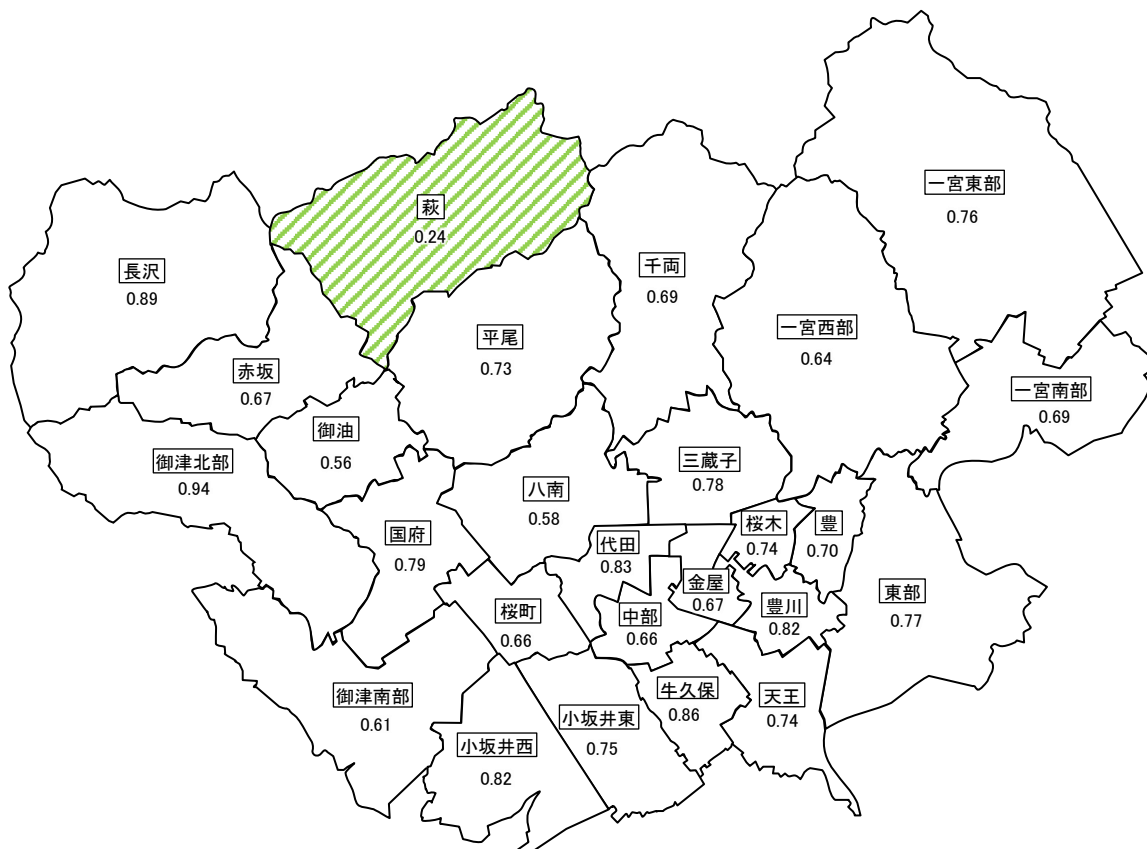 一宮東部
0.76
萩
0.24
長沢
0.89
千両
0.69
平尾
0.73
一宮西部
0.64
赤坂
0.67
一宮南部
0.69
御油
0.56
御津北部
0.94
三蔵子
0.78
八南
0.58
国府
0.79
桜木
0.74
豊
0.70
代田
0.83
金屋
0.67
東部
0.77
桜町
0.66
中部
0.66
豊川
0.82
御津南部
0.61
牛久保
0.86
天王
0.74
小坂井東
0.75
小坂井西
0.82